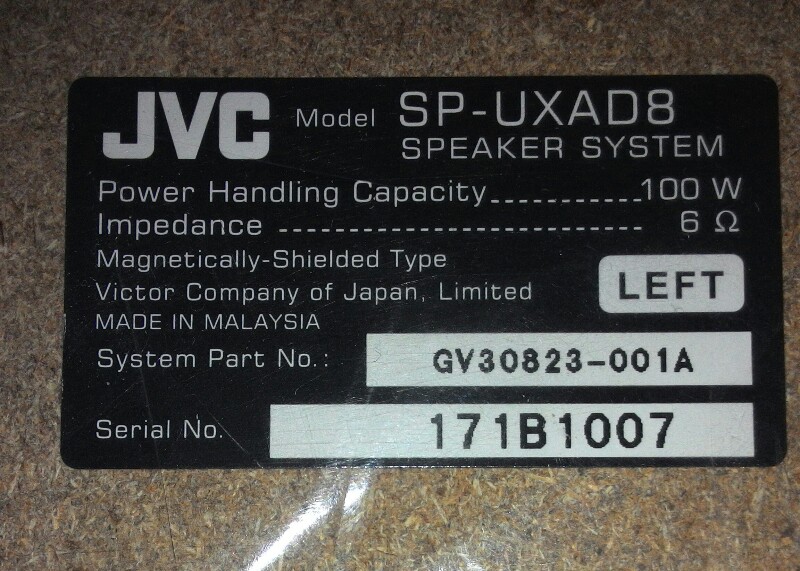 JVC Model SP-UXAD8
SPEAKER SYSTEM
Power Handling Capacity 100 W
Impedance 6 Ω
Magnetically-Shielded Type
Victor Company of Japan, Limited
LEFT
MADE IN MALAYSIA
System Part No.: GV30823-001A
Serial No. 171B1007